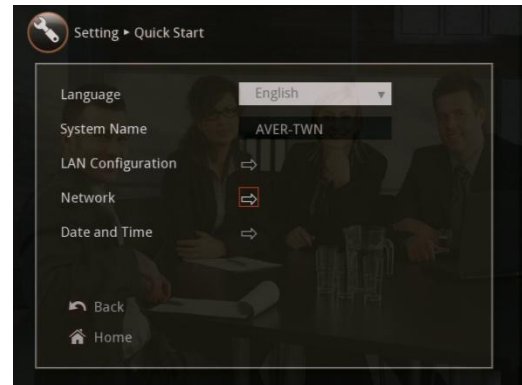 Setting ▸ Quick Start
Language English
System Name AVER-TWN
LAN Configuration
Network
Date and Time
Back
Home